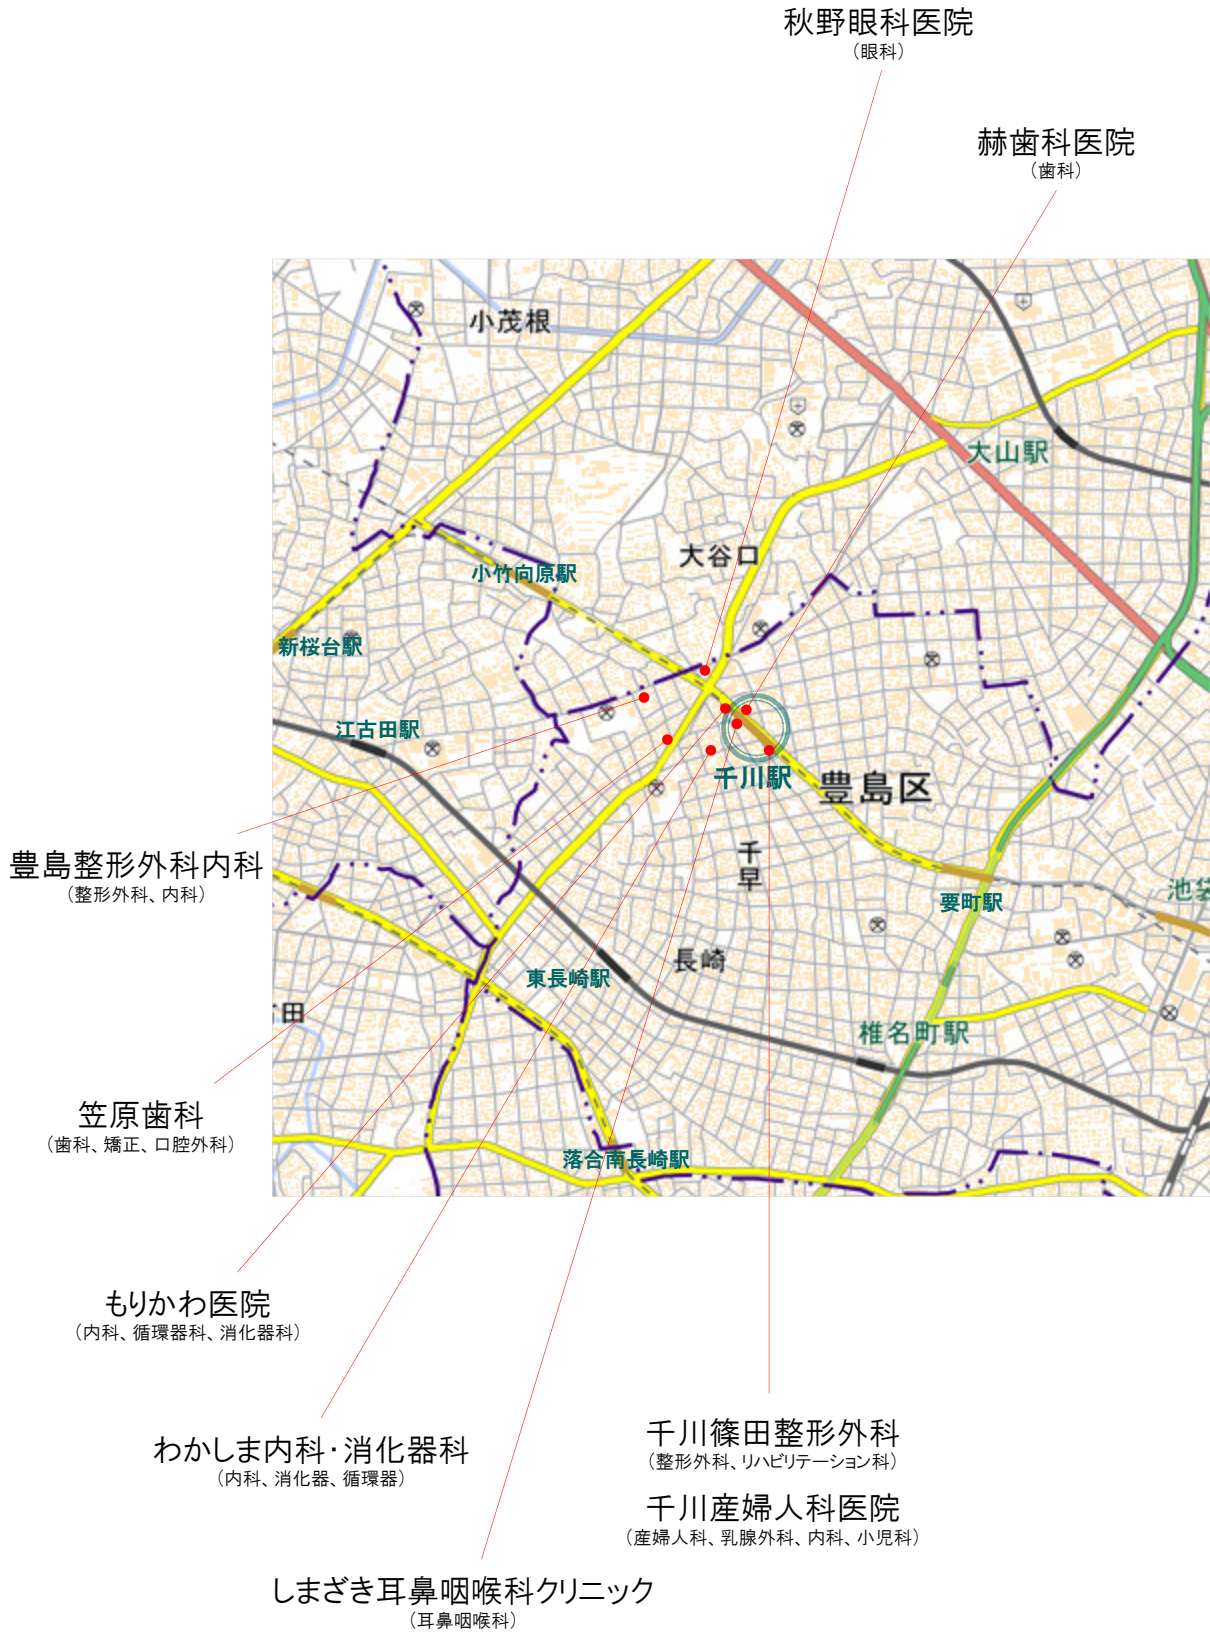 秋野眼科医院
（眼科）
赫歯科医院
（歯科）
小茂根
大山駅
大谷口
小竹向原駅
新桜台駅
江古田駅
千川駅
豊島区
豊島整形外科内科
（整形外科、内科）
千早
要町駅
長崎
東長崎駅
椎名町駅
笠原歯科
（歯科、矯正、口腔外科）
落合南長崎駅
もりかわ医院
（内科、循環器科、消化器科）
わかしま内科・消化器科
（内科、消化器、循環器）
千川篠田整形外科
（整形外科、リハビリテーション科）
千川産婦人科医院
（産婦人科、乳腺外科、内科、小児科）
しまざき耳鼻咽喉科クリニック
（耳鼻咽喉科）